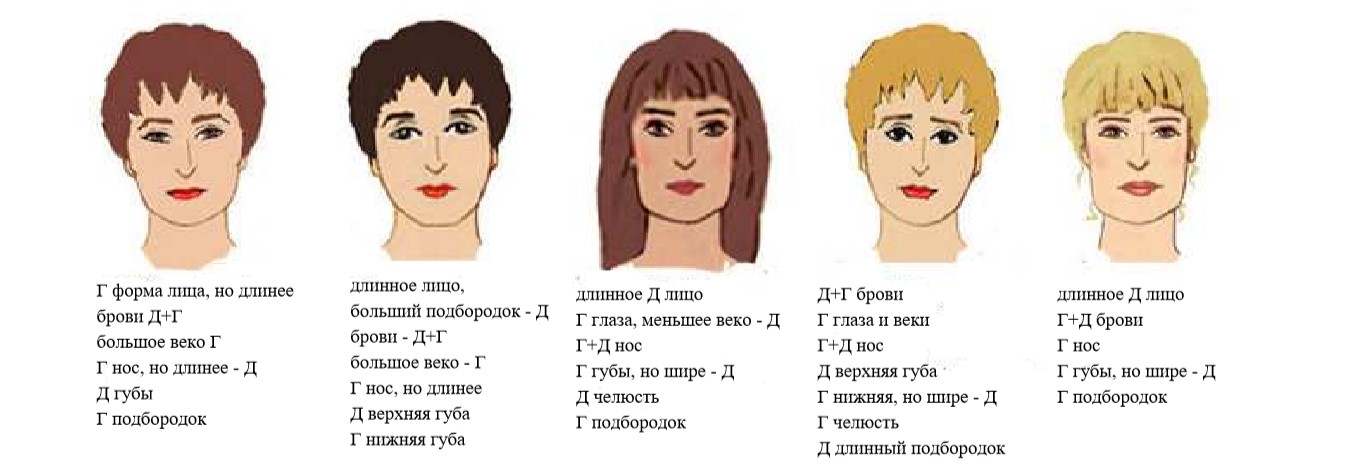 Г форма лица, но длинее
брови Д+Г
большое веко Г
Г нос, но длинее - Д
Д губы
Г подбородок
длинное лицо,
больший подбородок - Д
брови - Д+Г
большое веко - Г
Г нос, но длинее
Д верхняя губа
Г нижняя губа
длинное Д лицо
Г глаза, меньшее веко - Д
Г+Д нос
Г губы, но шире - Д
Д челюсть
Г подбородок
Д+Г брови
Г глаза и веки
Г+Д нос
Д верхняя губа
Г нижняя, но шире - Д
Г челюсть
Д длинный подбородок
длинное Д лицо
Г+Д брови
Г нос
Г губы, но шире - Д
Г подбородок